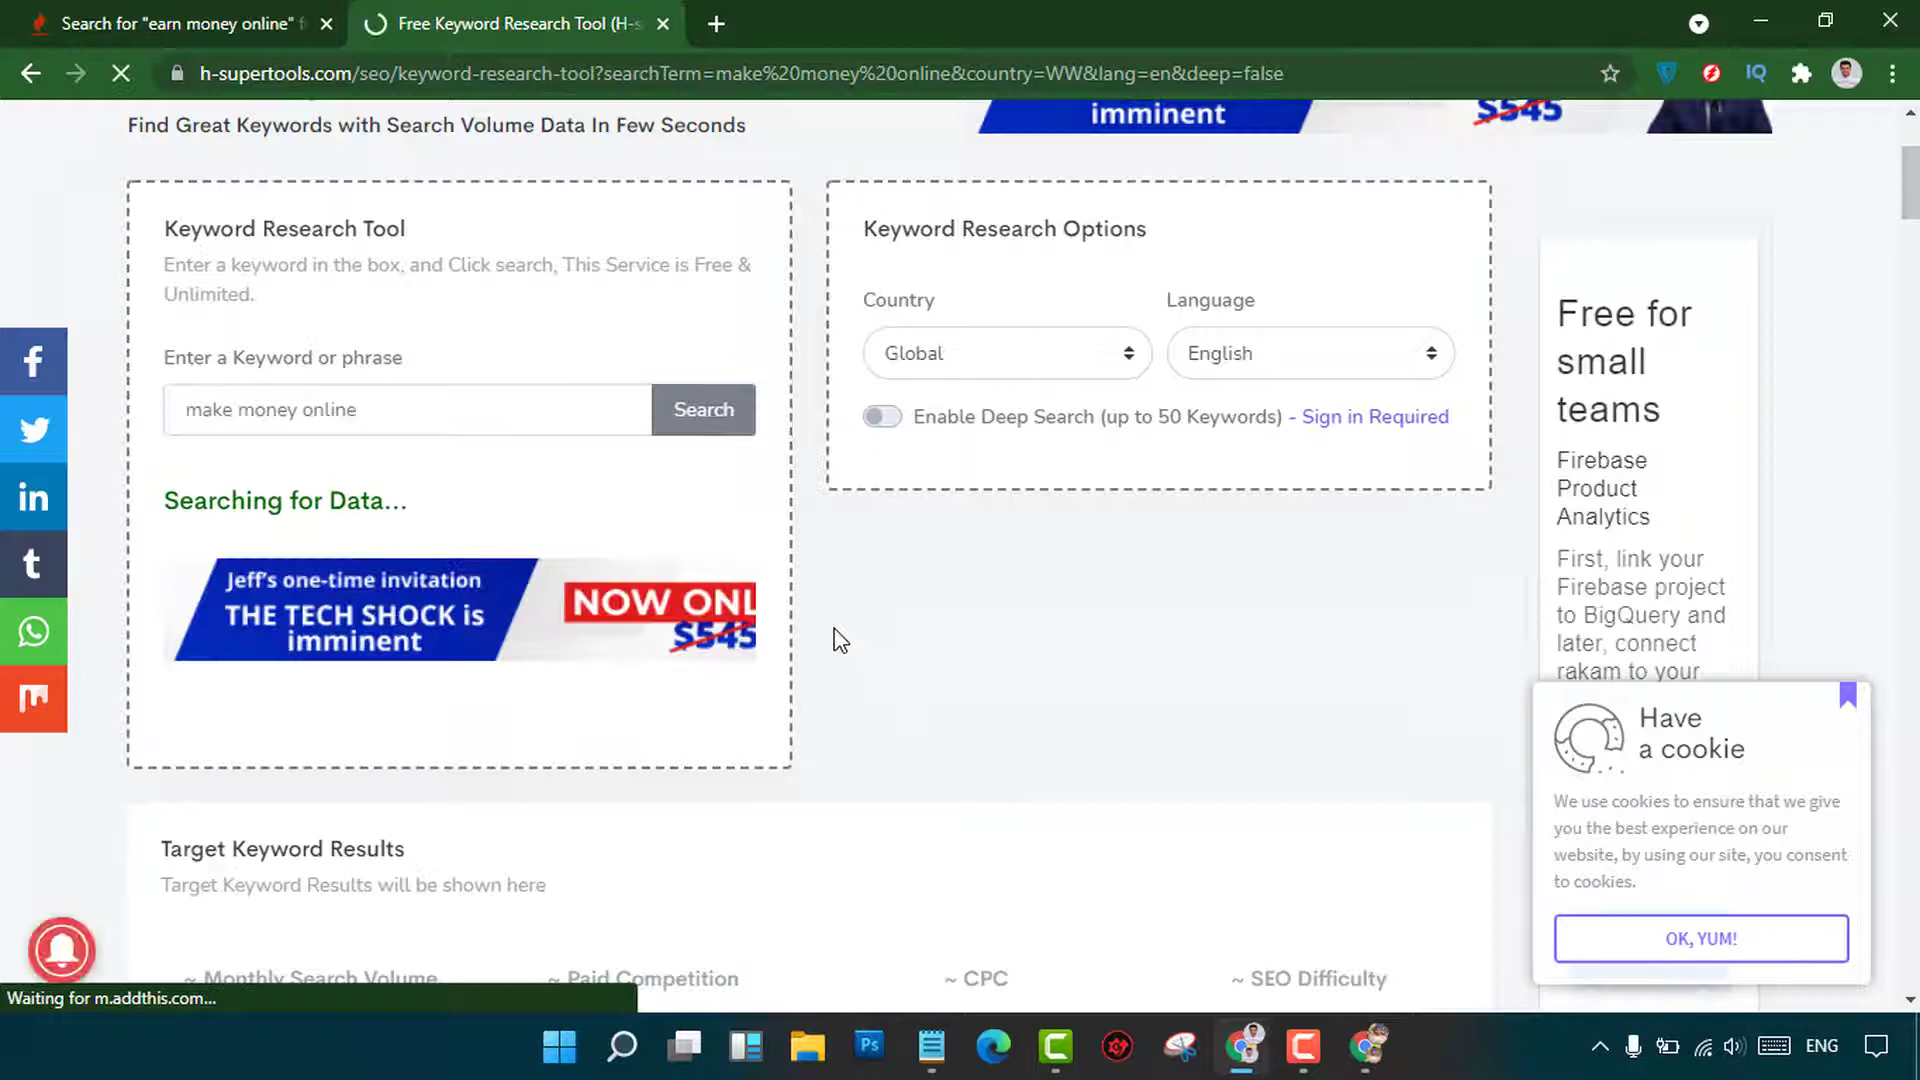 Search for "earn money online" f
Free Keyword Research Tool (H-s
h-supertools.com/seo/keyword-research-tool?searchTerm=make%20money%20online&country=WW&lang=en&deep=false
IQ
imminent
$545
Find Great Keywords with Search Volume Data In Few Seconds
Keyword Research Tool
Enter a keyword in the box, and Click search, This Service is Free &
Unlimited.
Enter a Keyword or phrase
make money online
Search
Searching for Data...
Jeff's one-time invitation
THE TECH SHOCK is
imminent
NOW ONL
$545
Keyword Research Options
Country
Language
Global
English
Enable Deep Search (up to 50 Keywords) - Sign in Required
Free for
small
teams
Firebase
Product
Analytics
First, link your
Firebase project
to BigQuery and
later, connect
rakam to your
Have
a cookie
We use cookies to ensure that we give
you the best experience on our
website, by using our site, you consent
to cookies.
OK, YUM!
Target Keyword Results
Target Keyword Results will be shown here
~ Monthly Search Volume
~ Paid Competition
~ CPC
~ SEO Difficulty
Waiting for m.addthis.com...
Ps
ENG